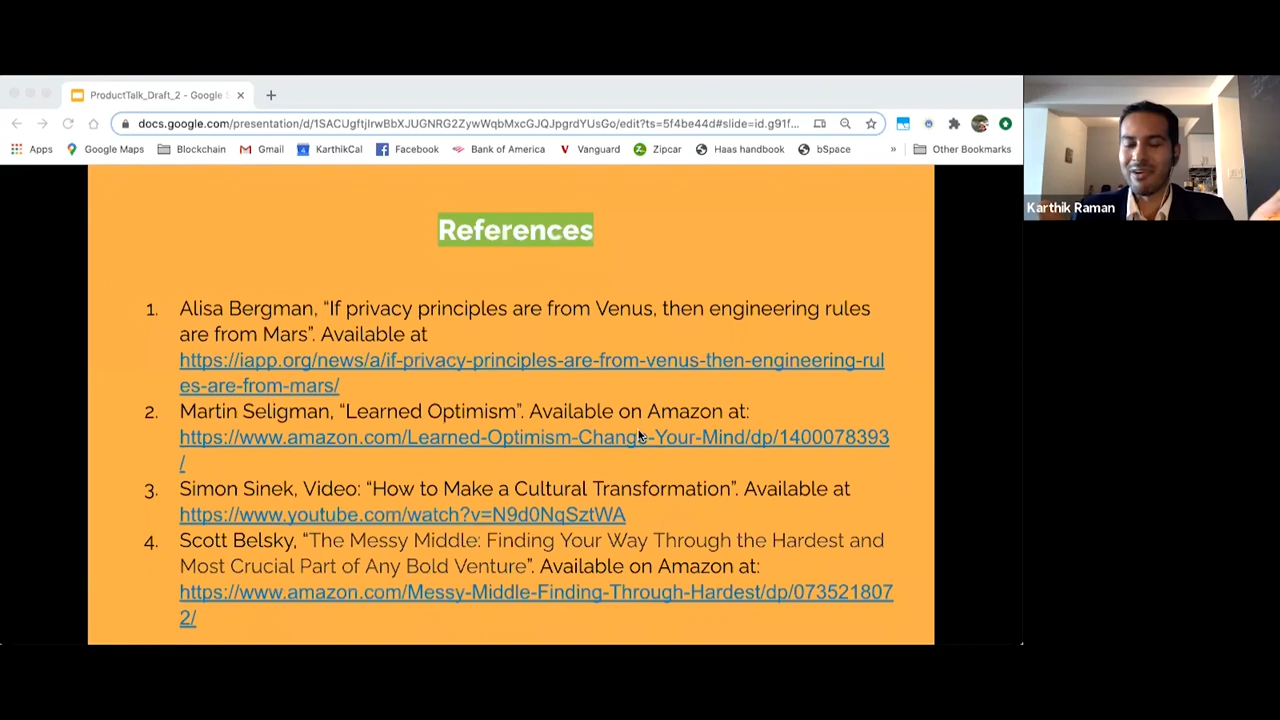 ProductTalk_Draft_2 - Google S
docs.google.com/presentation/d/1SACUgftjIrwBbXJUGNRG2ZywWqbMxcGJQJpgrdYUsGo/edit?ts=5f4be44d#slide=id.g91f...
Apps Google Maps Blockchain Gmail KarthikCal Facebook Bank of America Vanguard Zipcar Haas handbook bSpace » Other Bookmarks
Karthik Raman
References
1. Alisa Bergman, “If privacy principles are from Venus, then engineering rules
are from Mars”. Available at
https://iapp.org/news/a/if-privacy-principles-are-from-venus-then-engineering-rul
es-are-from-mars/
2. Martin Seligman, “Learned Optimism”. Available on Amazon at:
https://www.amazon.com/Learned-Optimism-Change-Your-Mind/dp/1400078393
/
3. Simon Sinek, Video: “How to Make a Cultural Transformation”. Available at
https://www.youtube.com/watch?v=N9d0NqSztWA
4. Scott Belsky, “The Messy Middle: Finding Your Way Through the Hardest and
Most Crucial Part of Any Bold Venture”. Available on Amazon at:
https://www.amazon.com/Messy-Middle-Finding-Through-Hardest/dp/073521807
2/